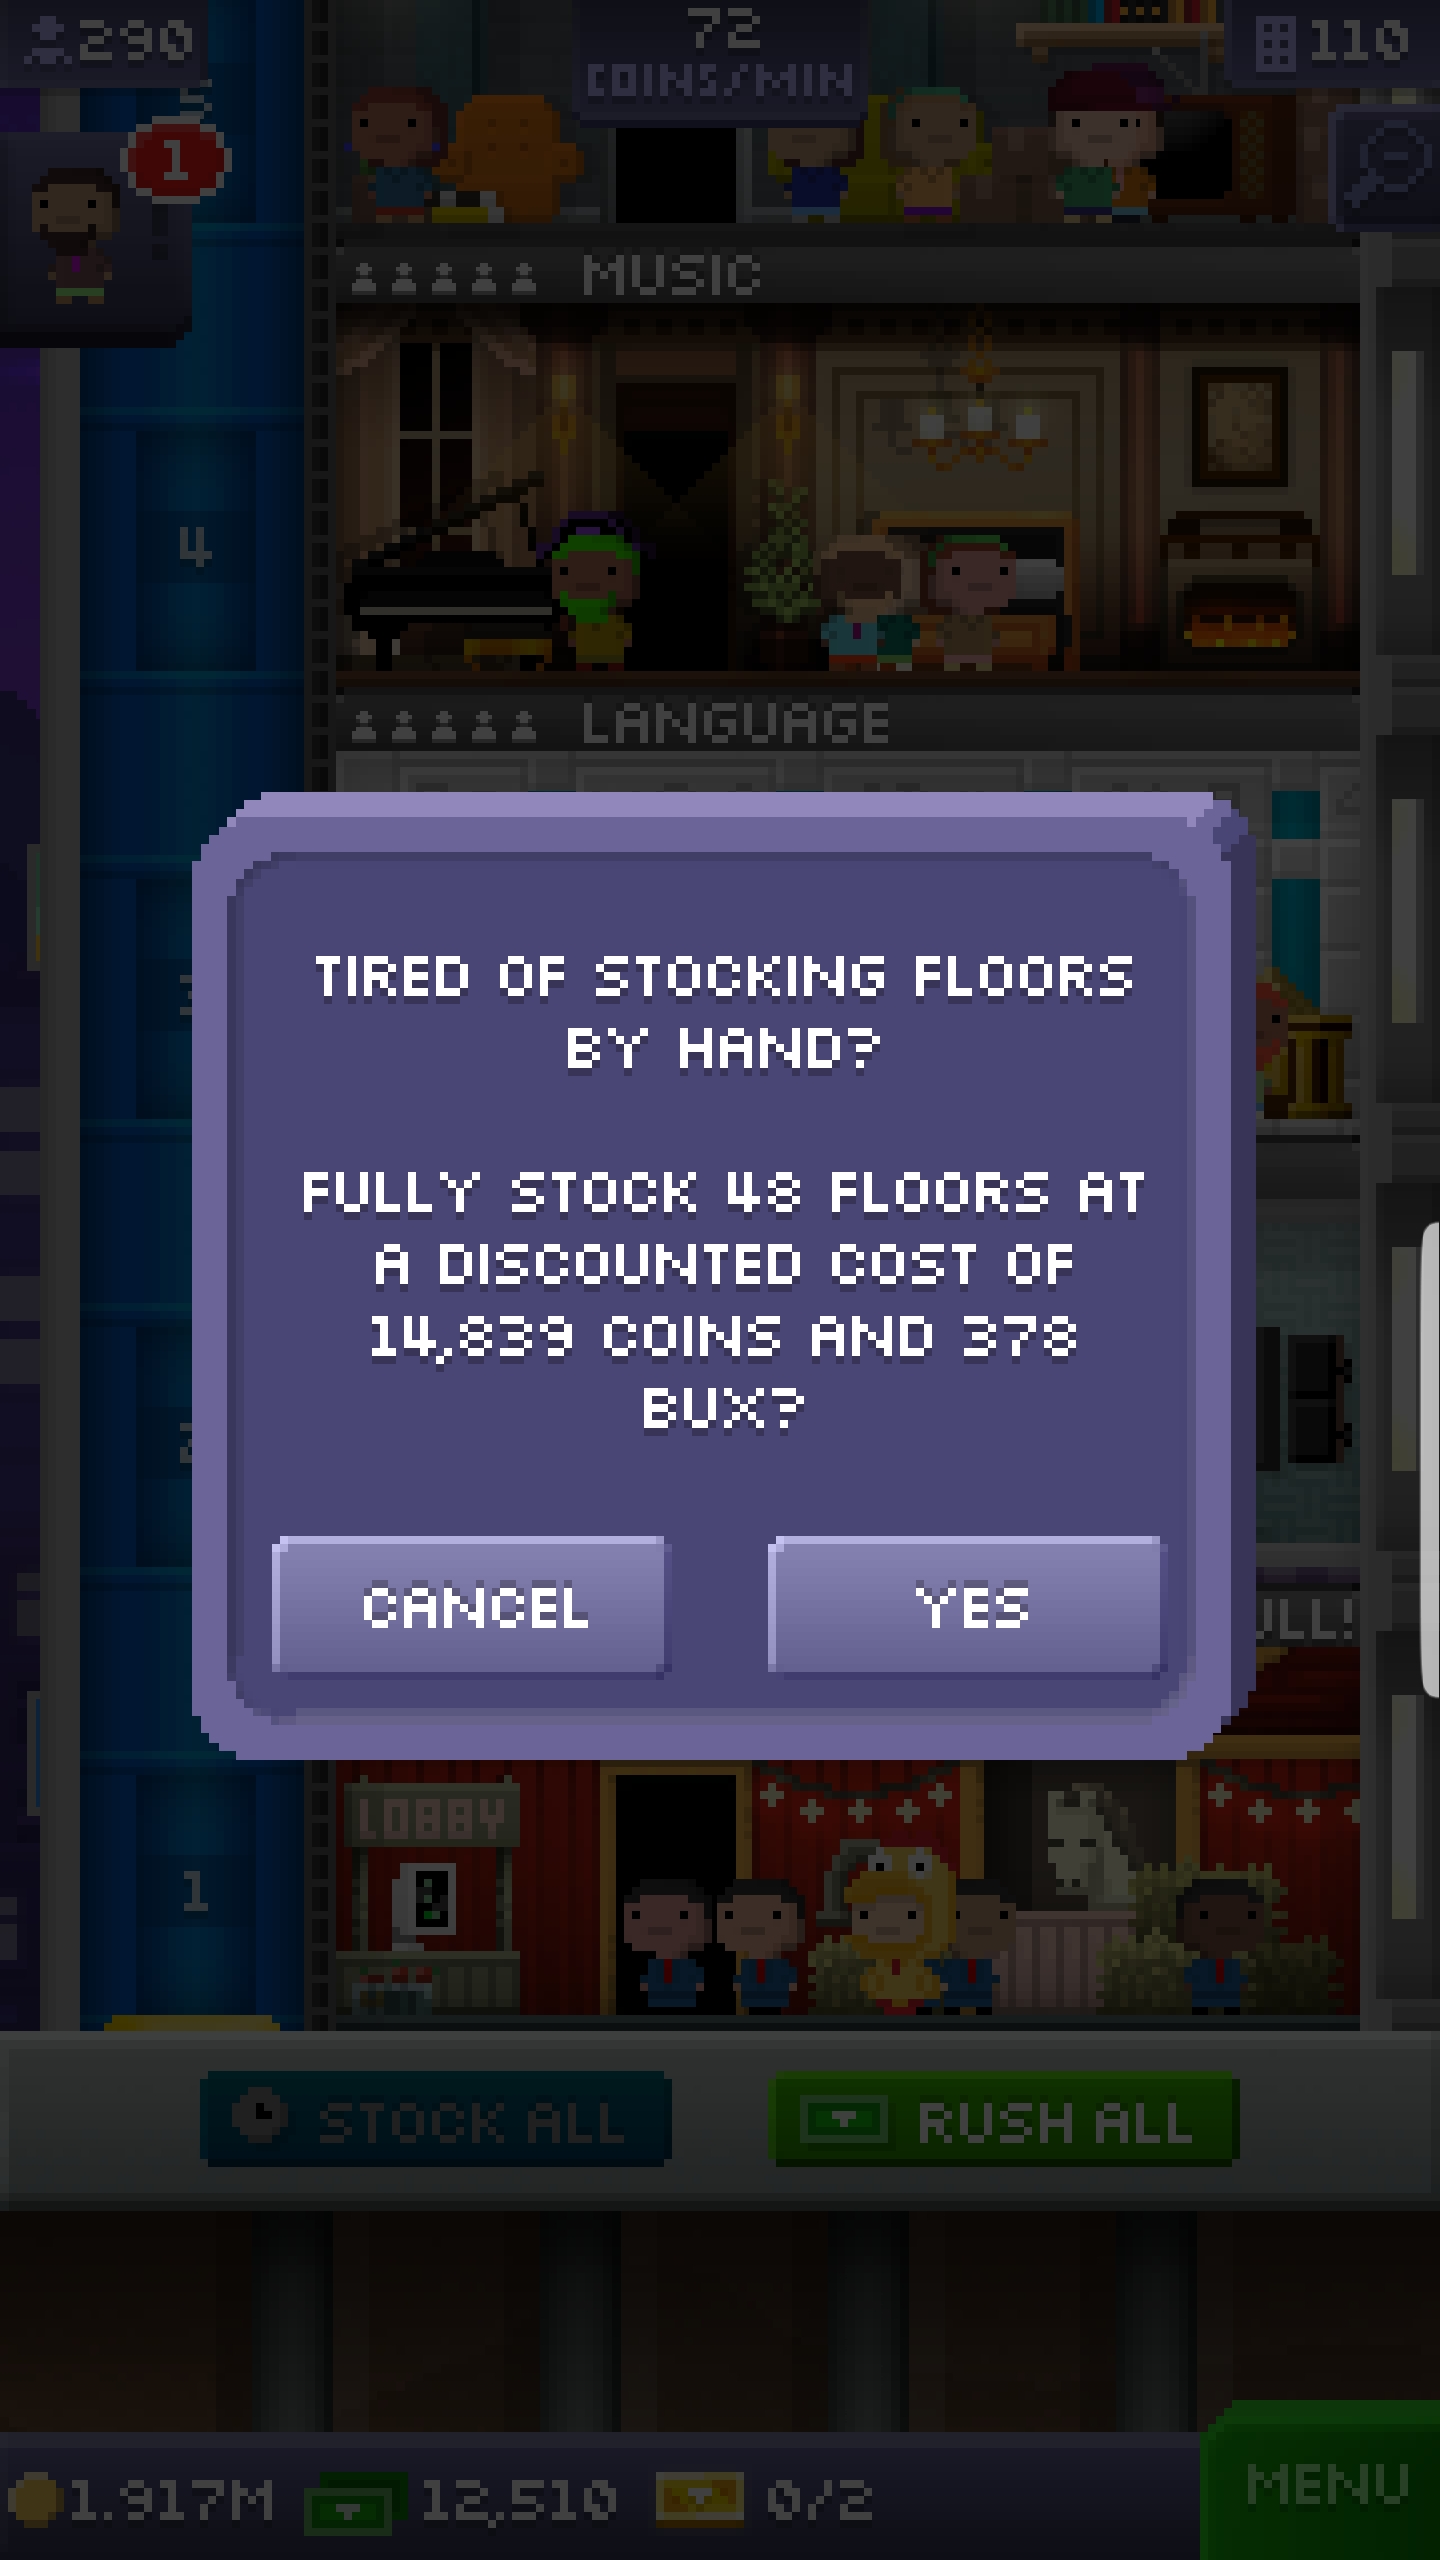 290
72
COINS/MIN
110
1
5
MUSIC
4
LANGUAGE
TIRED OF STOCKING FLOORS
BY HAND?
FULLY STOCK 48 FLOORS AT
A DISCOUNTED COST OF
14,839 COINS AND 378
BUX?
CANCEL
YES
LOBBY
1
STOCK ALL
RUSH ALL
1.917M
12,510
0/2
MENU